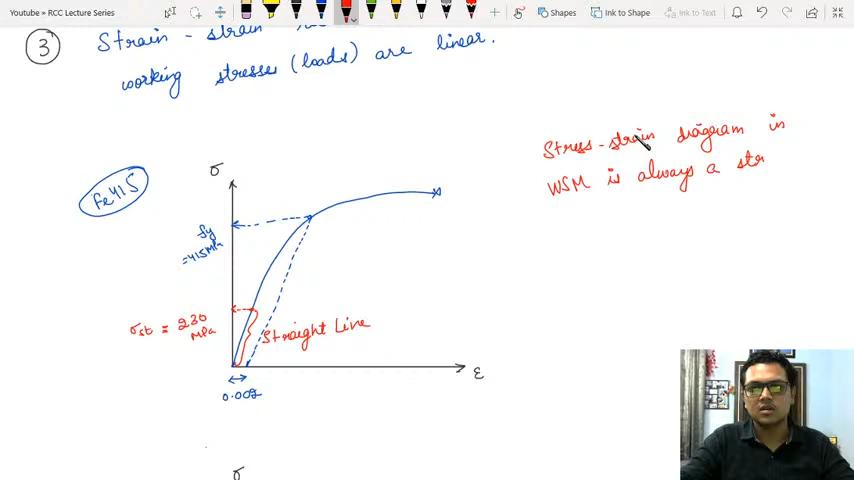 Youtube » RCC Lecture Series
Shapes
Ink to Shape
Ink to Text
3
Strain - strain
working stresses (loads) are linear.
Stress-strain diagram in
WSM is always a str
Fe415
σ
fy
=415MPa
σst = 230
MPa
Straight Line
ε
0.002
σ